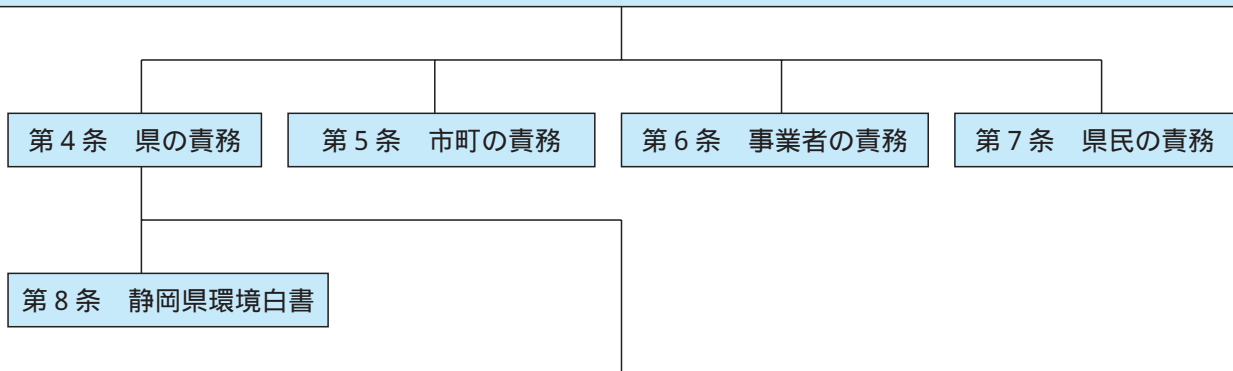 第4条　県の責務
第5条　市町の責務
第6条　事業者の責務
第7条　県民の責務
第8条　静岡県環境白書